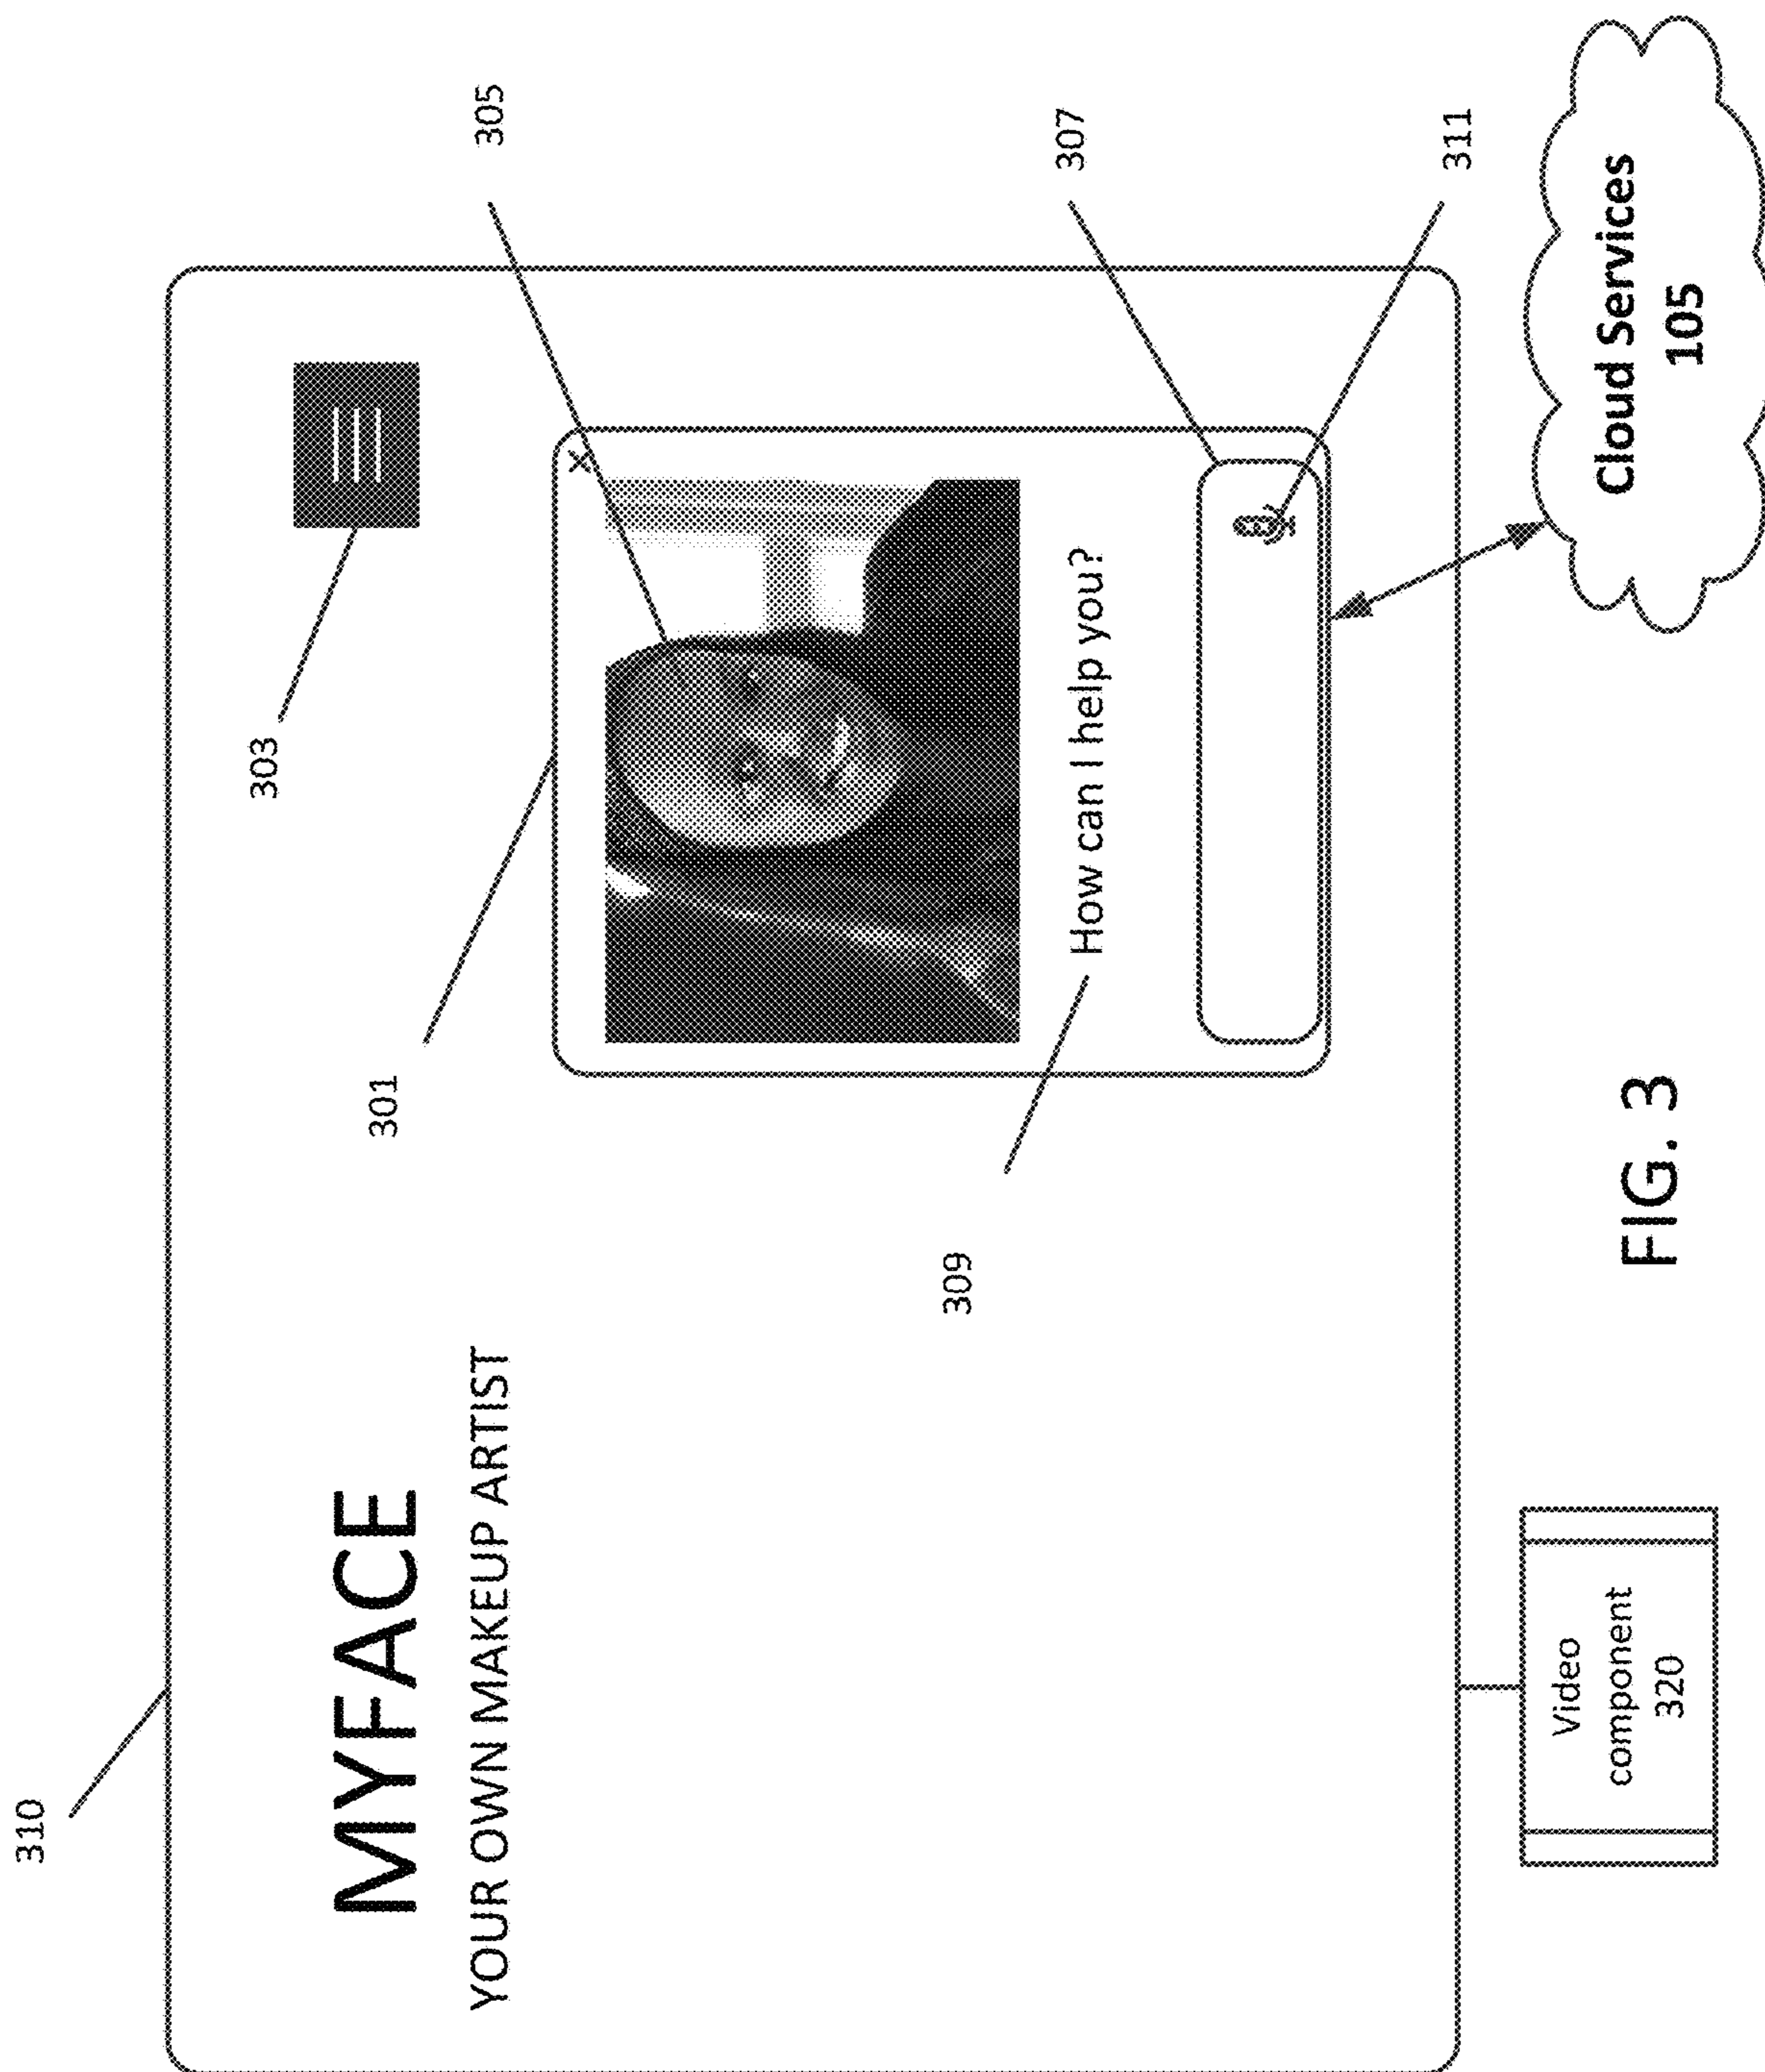 310
MYFACE
YOUR OWN MAKEUP ARTIST
303
301
305
×
309
How can I help you?
307
311
Video
component
320
Cloud Services
105
FIG. 3